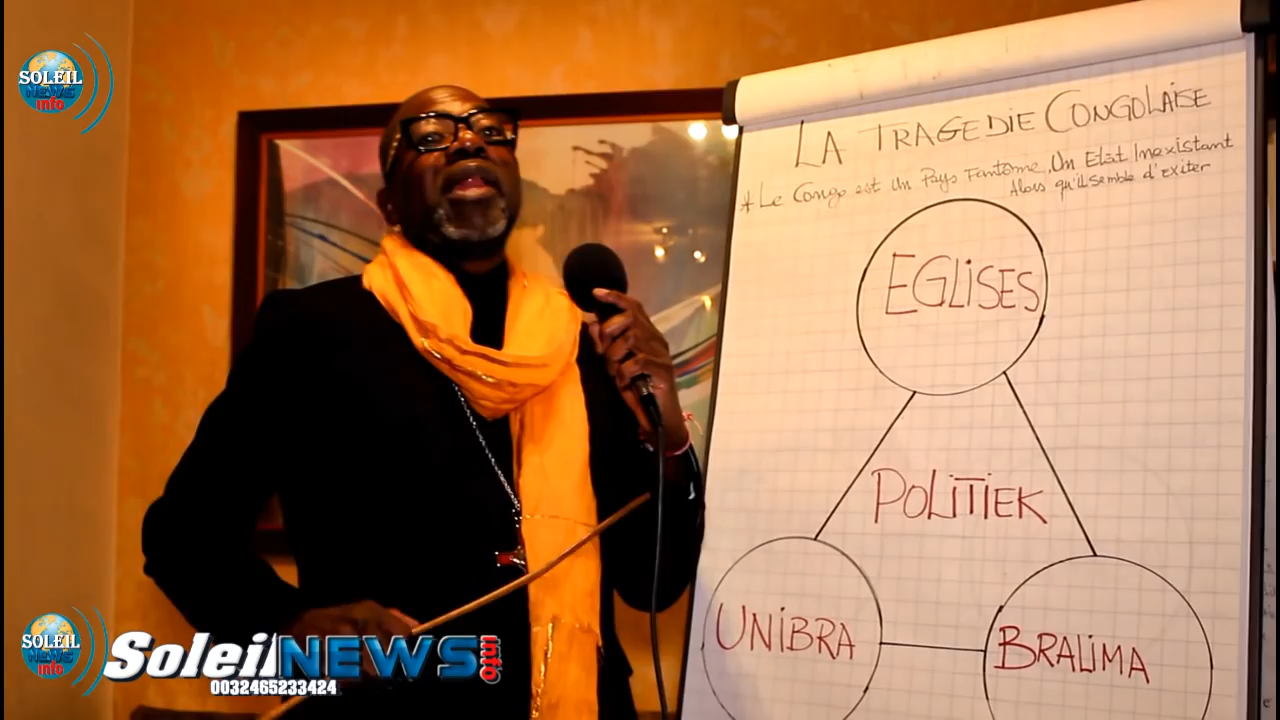 SOLEIL
NEWS
info
LA TRAGEDIE CONGOLAISE
* Le Congo est un Pays Fantôme, Un Etat Inexistant
Alors qu'il semble d'exiter
EGLISES
POLITIEK
UNIBRA
BRALIMA
SOLEIL
NEWS
info
SoleilNEWS info
0032465233424